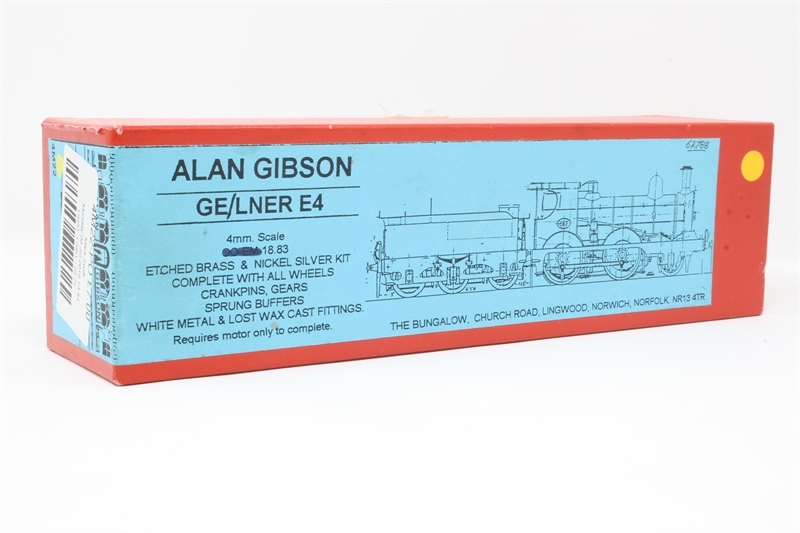 ALAN GIBSON
GE/LNER E4
4mm. Scale
18.83
ETCHED BRASS & NICKEL SILVER KIT
COMPLETE WITH ALL WHEELS
CRANKPINS, GEARS
SPRUNG BUFFERS
WHITE METAL & LOST WAX CAST FITTINGS.
Requires motor only to complete.
THE BUNGALOW, CHURCH ROAD, LINGWOOD, NORWICH, NORFOLK. NR13 4TR
4M22